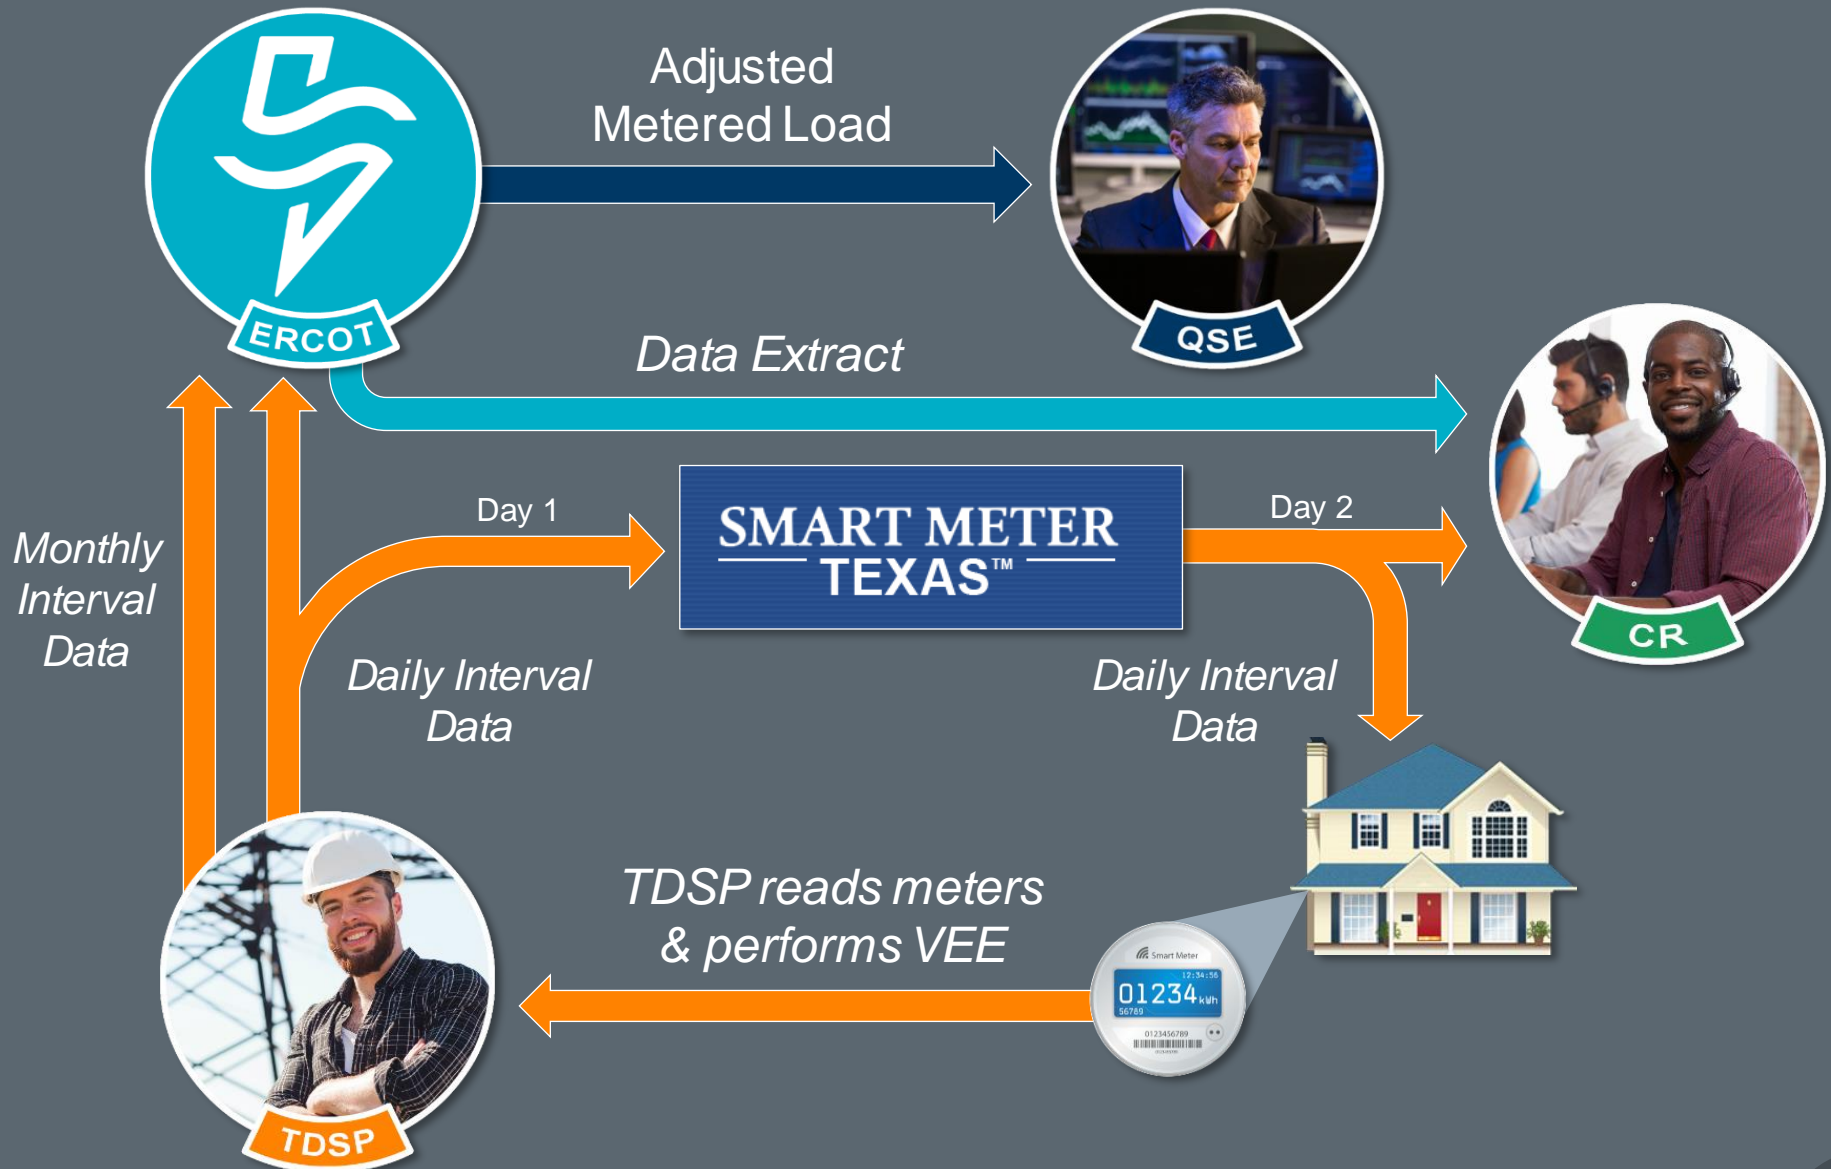 Adjusted
Metered Load
ERCOT
QSE
Data Extract
CR
Monthly
Interval
Data
Day 1
SMART METER
TEXAS™
Day 2
Daily Interval
Data
Daily Interval
Data
TDSP reads meters
& performs VEE
Smart Meter
12:34:56
01234 kWh
56789
0123456789
TDSP